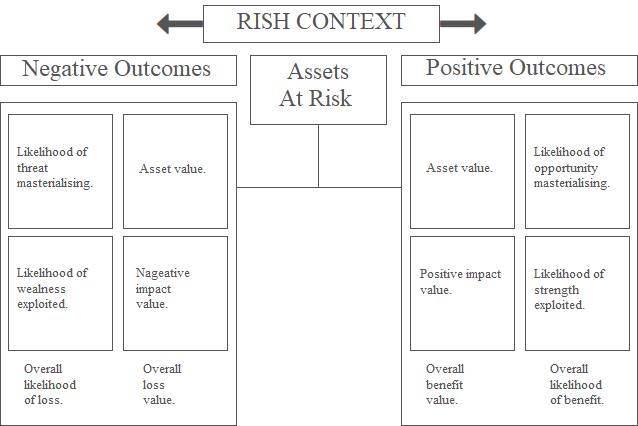 RISH CONTEXT
Negative Outcomes
Assets
At Risk
Positive Outcomes
Likelihood of
threat
masterialising.
Asset value.
Likelihood of
wealness
exploited.
Nageative
impact
value.
Overall
likelihood
of loss.
Overall
loss
value.
Asset value.
Likelihood of
opportunity
masterialising.
Positive impact
value.
Likelihood of
strength
exploited.
Overall
benefit
value.
Overall
likelihood
of benefit.